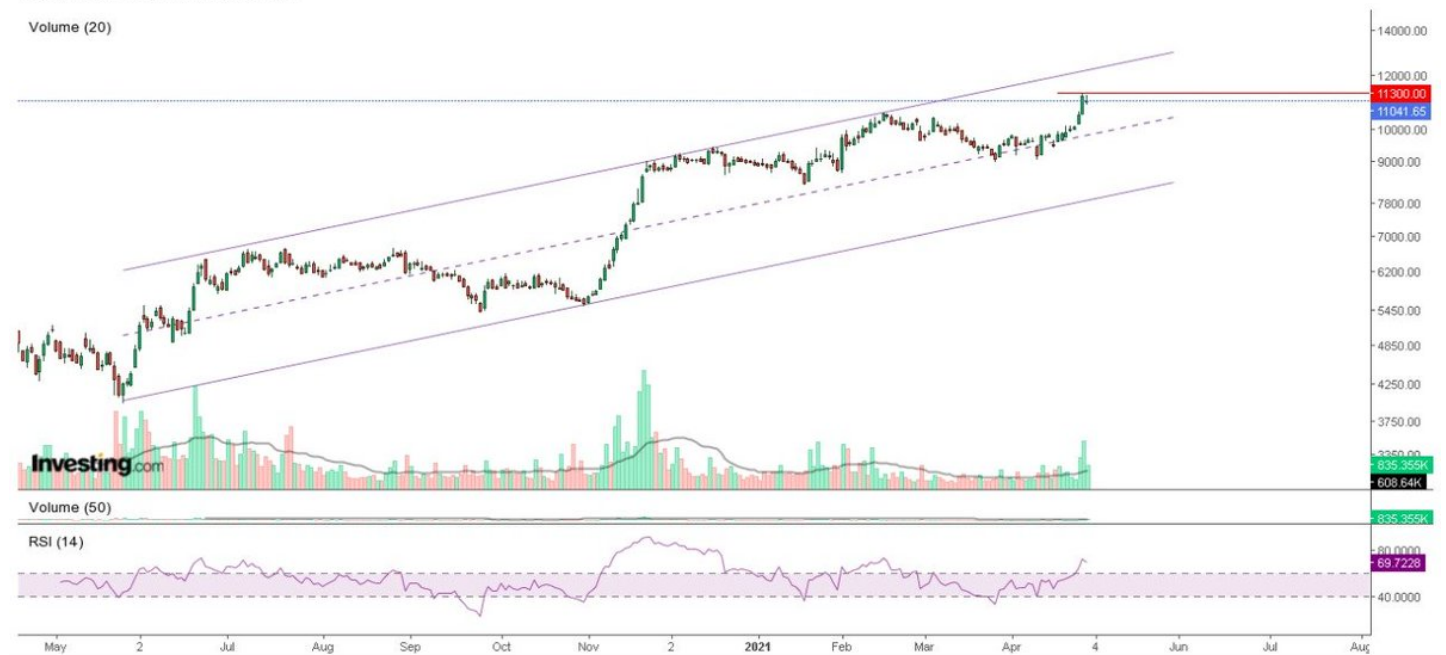 Volume (20)
14000.00
12000.00
11300.00
11041.65
10000.00
9000.00
7800.00
7000.00
6200.00
5450.00
4850.00
4250.00
3750.00
Investing.com
835.355K
608.64K
Volume (50)
835.355K
RSI (14)
80.0000
69.7228
40.0000
May 2 Jul Aug Sep Oct Nov 2 2021 Feb Mar Apr 4 Jun Jul Aug